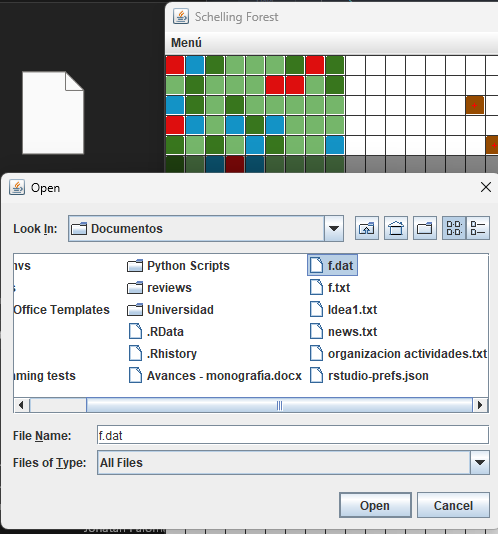 Schelling Forest
Menú
Open
Look In: Documentos
nvs
s
Office Templates
ming tests
Python Scripts
reviews
Universidad
.RData
.Rhistory
Avances - monografia.docx
f.dat
f.txt
Idea1.txt
news.txt
organizacion actividades.txt
rstudio-prefs.json
File Name: f.dat
Files of Type: All Files
Open Cancel